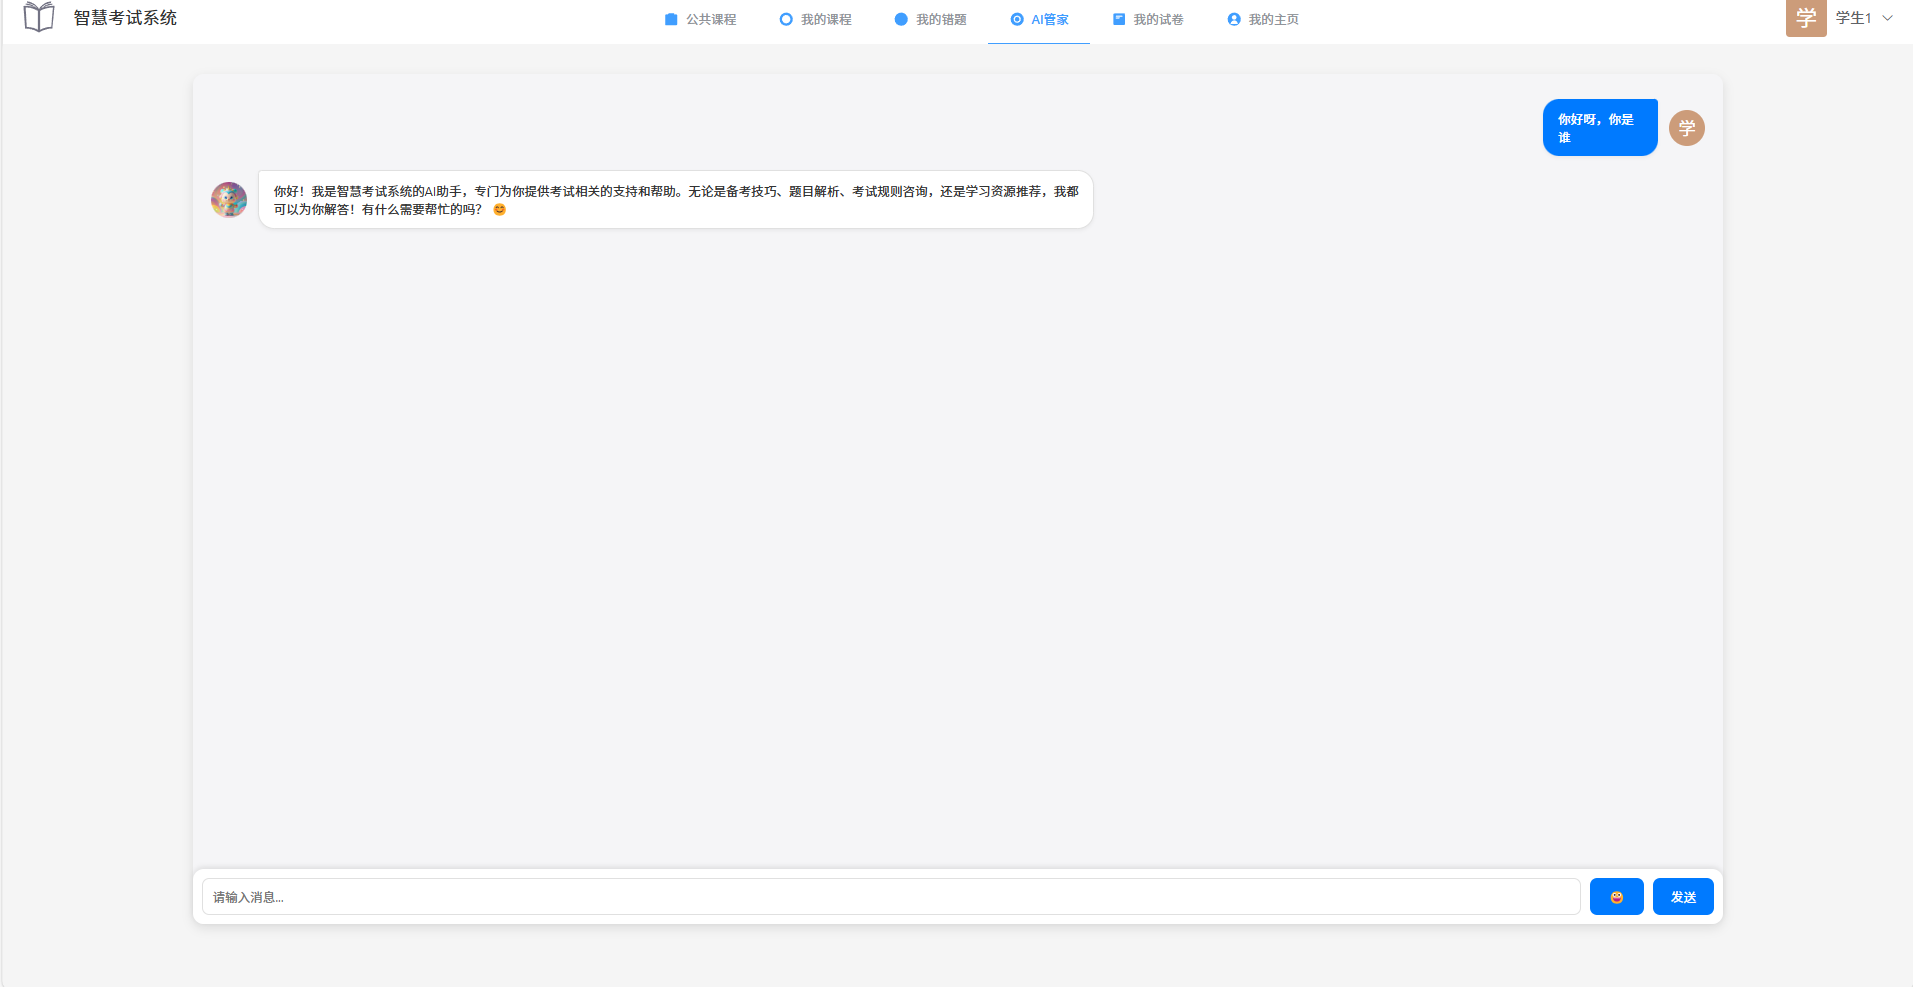 智慧考试系统
公共课程
我的课程
我的错题
AI管家
我的试卷
我的主页
学
学生1
你好呀，你是
谁
学
你好！我是智慧考试系统的AI助手，专门为你提供考试相关的支持和帮助。无论是备考技巧、题目解析、考试规则咨询，还是学习资源推荐，我都
可以为你解答！有什么需要帮忙的吗？ 😊
请输入消息...
发送